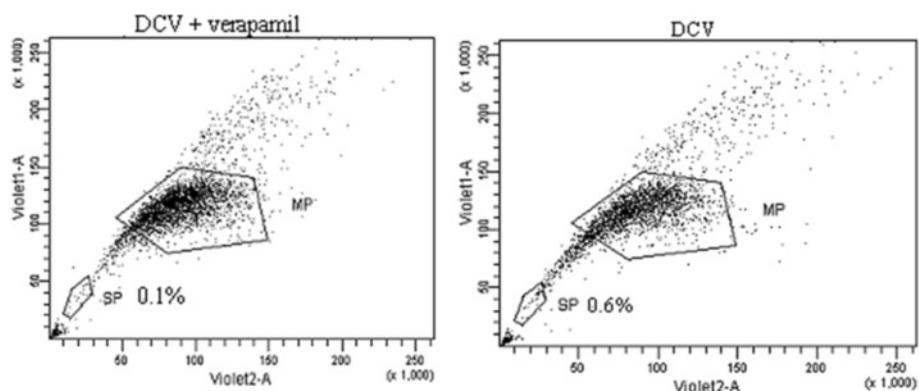 DCV + verapamil
(x 1,000)
250
200
150
100
50
Violet1-A
MP
SP 0.1%
50 100 150 200 250
Violet2-A
(x 1,000)
DCV
(x 1,000)
250
200
150
100
50
Violet1-A
MP
SP 0.6%
50 100 150 200 250
Violet2-A
(x 1,000)